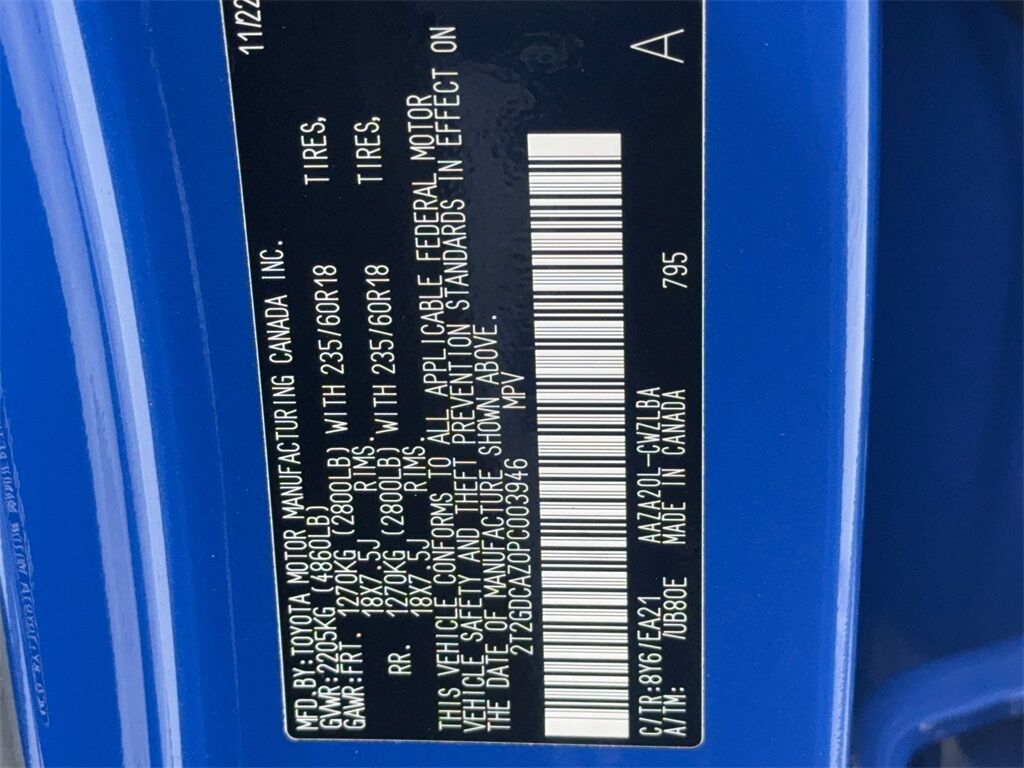 MFD.BY:TOYOTA MOTOR MANUFACTURING CANADA INC. 11/22
GVWR:2205KG (4860LB)
GAWR:FRT. 1270KG (2800LB) WITH 235/60R18 TIRES,
18X7.5J RIMS.
RR. 1270KG (2800LB) WITH 235/60R18 TIRES,
18X7.5J RIMS.
THIS VEHICLE CONFORMS TO ALL APPLICABLE FEDERAL MOTOR
VEHICLE SAFETY AND THEFT PREVENTION STANDARDS IN EFFECT ON
THE DATE OF MANUFACTURE SHOWN ABOVE.
2T2GDCAZ0PC003946 MPV
C/TR:8Y6/EA21 AAZA20L-CWZLBA 795 A
A/TM: /UB80E MADE IN CANADA